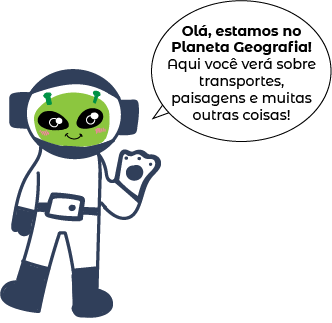 Olá, estamos no
Planeta Geografia!
Aqui você verá sobre
transportes,
paisagens e muitas
outras coisas!